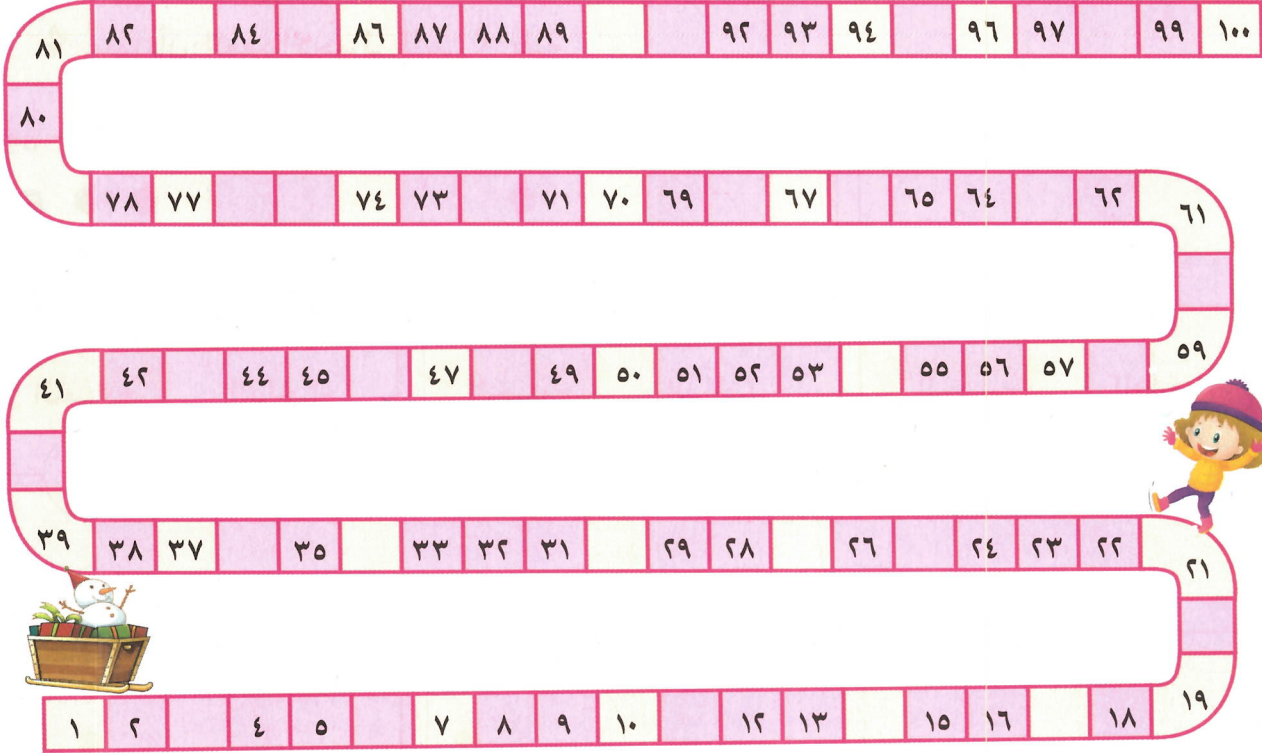 ٨١ ٨٢ ٨٤ ٨٦ ٨٧ ٨٨ ٨٩ ٩٢ ٩٣ ٩٤ ٩٦ ٩٧ ٩٩ ١٠٠
٨٠
٧٨ ٧٧ ٧٤ ٧٣ ٧١ ٧٠ ٦٩ ٦٧ ٦٥ ٦٤ ٦٢ ٦١
٤١ ٤٢ ٤٤ ٤٥ ٤٧ ٤٩ ٥٠ ٥١ ٥٢ ٥٣ ٥٥ ٥٦ ٥٧ ٥٩
٣٩ ٣٨ ٣٧ ٣٥ ٣٣ ٣٢ ٣١ ٢٩ ٢٨ ٢٦ ٢٤ ٢٣ ٢٢ ٢١
١ ٢ ٤ ٥ ٧ ٨ ٩ ١٠ ١٢ ١٣ ١٥ ١٦ ١٨ ١٩